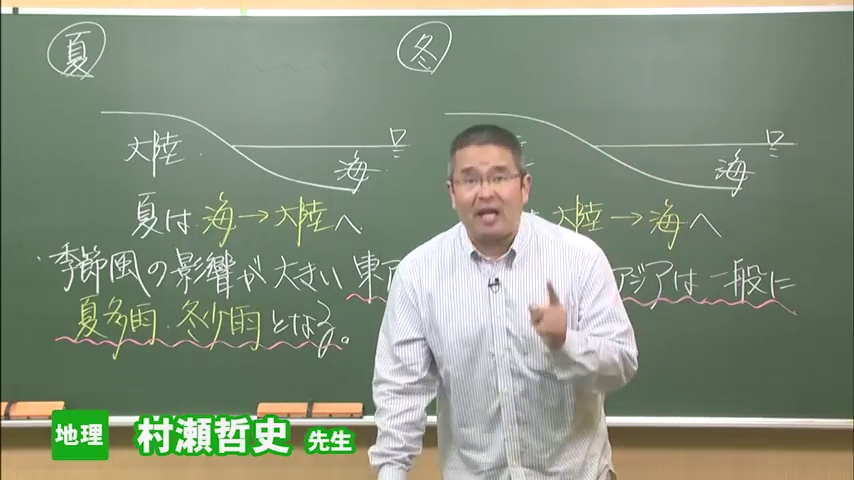 夏
冬
大陸
海
海
夏は 海→大陸へ
大陸→海へ
季節風の影響が大きい 東
アジアは一般に
夏多雨・冬少雨となる。
地理 村瀬哲史 先生